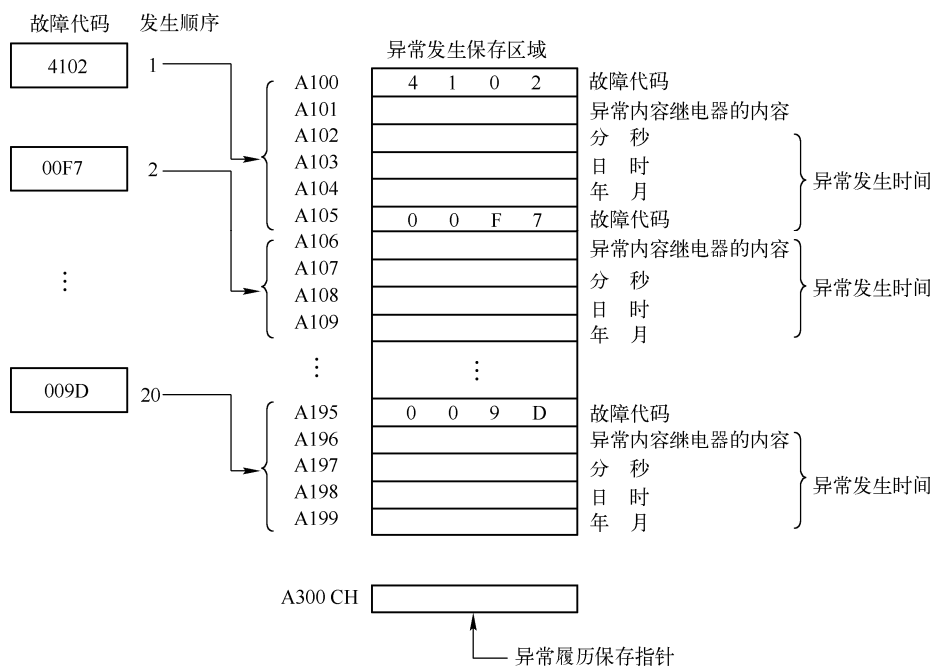 故障代码 发生顺序
异常发生保存区域
4102 1
A100 4 1 0 2 故障代码
A101 异常内容继电器的内容
A102 分 秒
A103 日 时
A104 年 月
异常发生时间
00F7 2
A105 0 0 F 7 故障代码
A106 异常内容继电器的内容
A107 分 秒
A108 日 时
A109 年 月
异常发生时间
⋮
⋮ ⋮
009D 20
A195 0 0 9 D 故障代码
A196 异常内容继电器的内容
A197 分 秒
A198 日 时
A199 年 月
异常发生时间
A300 CH
异常履历保存指针